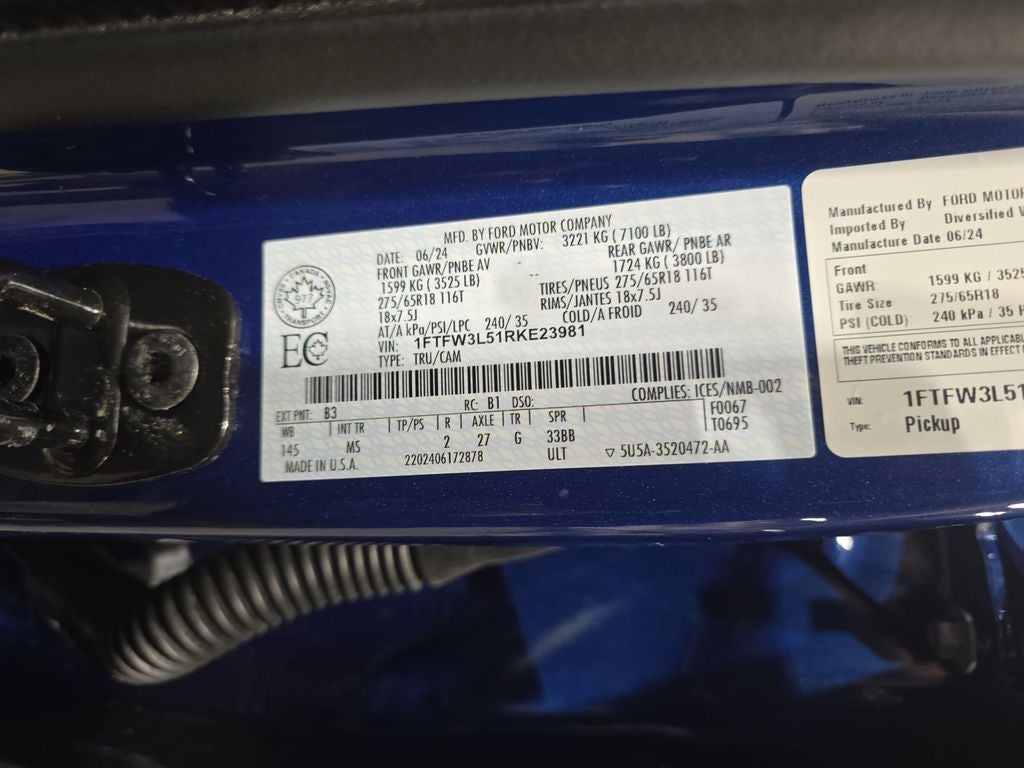 MFD. BY FORD MOTOR COMPANY
DATE: 06/24 GVWR/PNBV: 3221 KG ( 7100 LB)
FRONT GAWR/PNBE AV REAR GAWR/ PNBE AR
1599 KG ( 3525 LB) -- 1724 KG ( 3800 LB)
275/65R18 116T TIRES/PNEUS 275/65R18 116T
18x7.5J RIMS/JANTES 18x7.5J
AT/A kPa/PSI/LPC 240/ 35 COLD/A FROID 240/ 35
VIN: 1FTFW3L51RKE23981
TYPE: TRU/CAM
CANADA
977
TRANSPORT
EC
COMPLIES: ICES/NMB-002
EXT PNT: B3 RC: B1 DSO:
WB INT TR TP/PS R AXLE TR SPR F0067
145 MS 2 27 G 33BB T0695
ULT
MADE IN U.S.A. 2202406172878 5U5A-3520472-AA
Manufactured By FORD MOTOR
Imported By Diversified V
Manufacture Date 06/24
Front
GAWR 1599 KG / 3525
Tire Size 275/65R18
PSI (COLD): 240 kPa / 35
THIS VEHICLE CONFORMS TO ALL APPLICABL
THEFT PREVENTION STANDARDS IN EFFECT
VIN: 1FTFW3L51
Type: Pickup